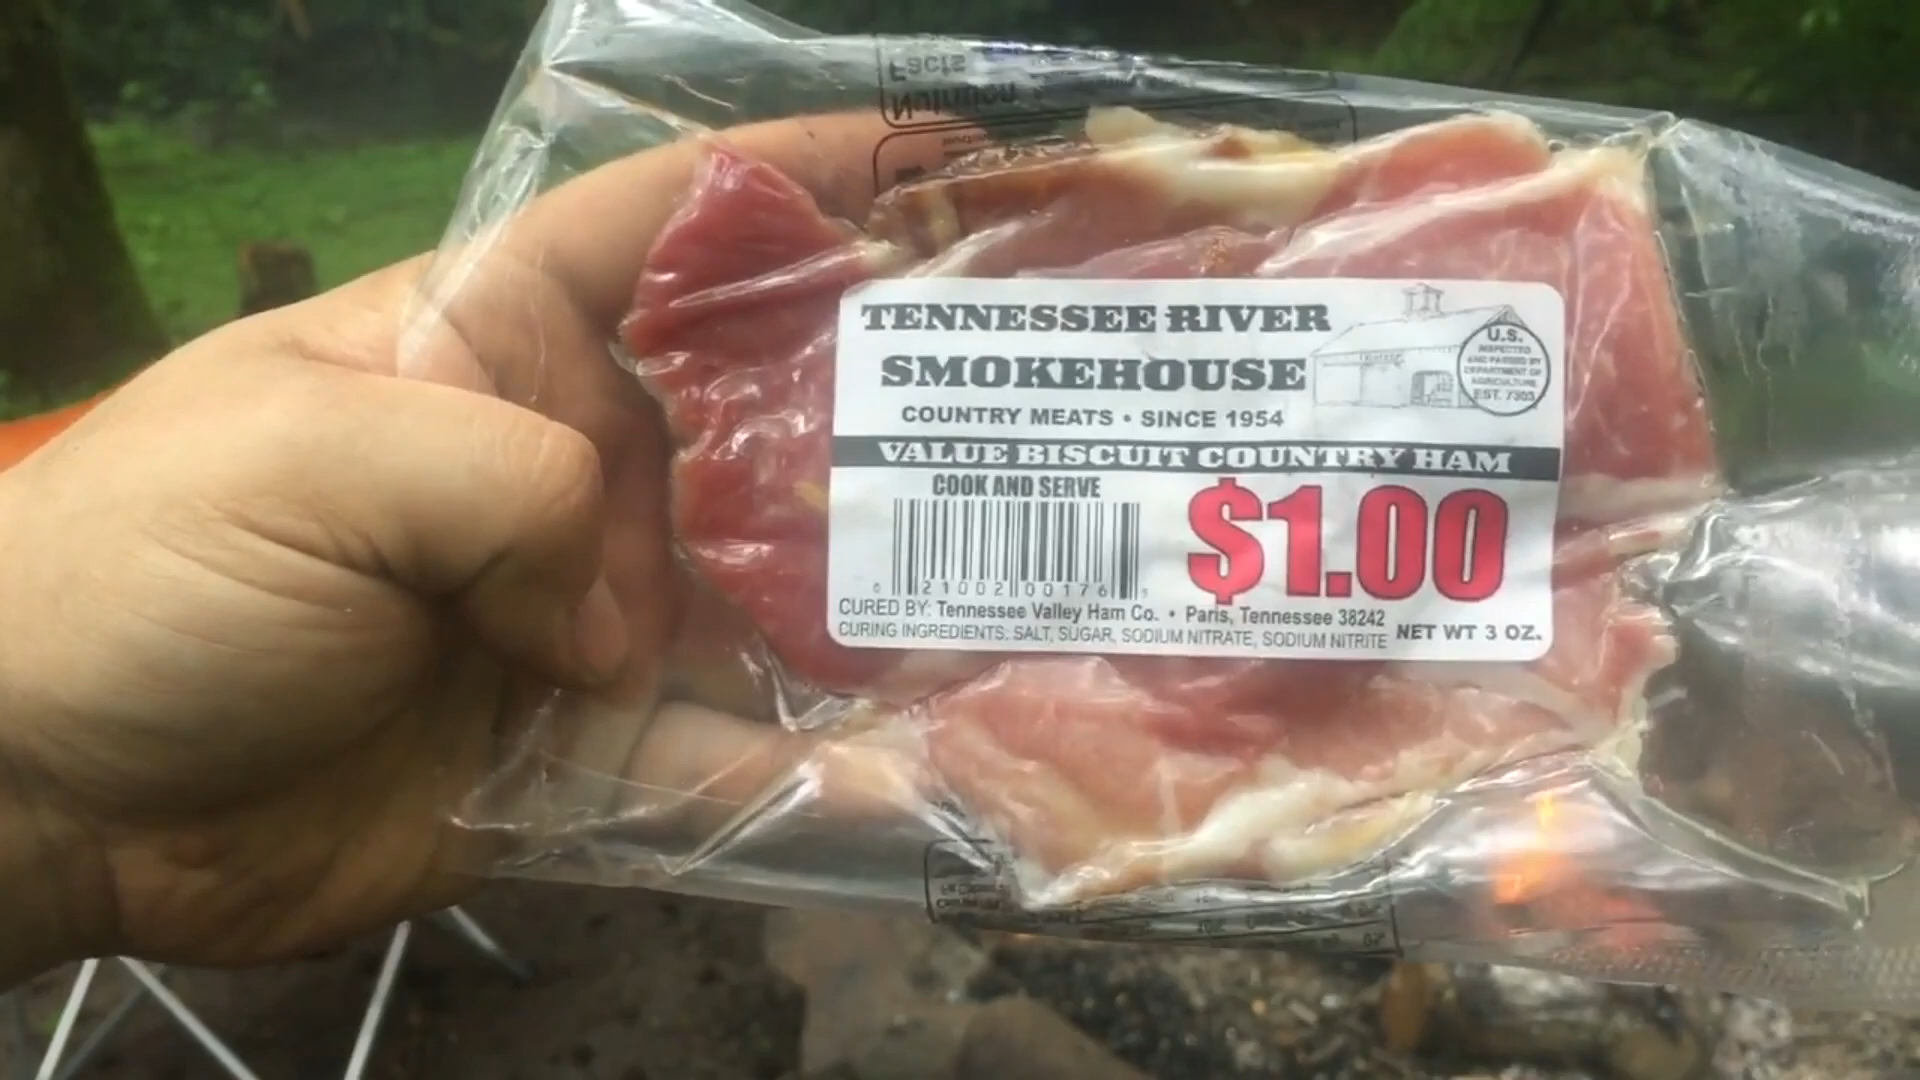 Facts
Nutrition
TENNESSEE RIVER
SMOKEHOUSE
COUNTRY MEATS • SINCE 1954
U.S.
INSPECTED
AND PASSED BY
DEPARTMENT OF
AGRICULTURE
EST. 7303
VALUE BISCUIT COUNTRY HAM
COOK AND SERVE
$1.00
6 21002 00176 5
CURED BY: Tennessee Valley Ham Co. • Paris, Tennessee 38242
CURING INGREDIENTS: SALT, SUGAR, SODIUM NITRATE, SODIUM NITRITE
NET WT 3 OZ.